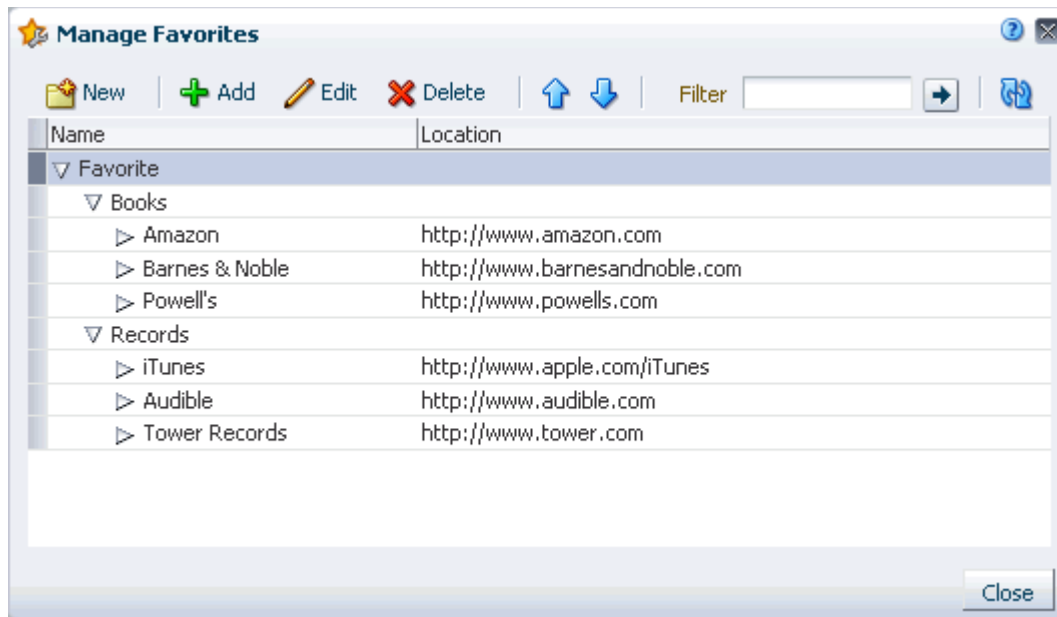 Manage Favorites ?
New Add Edit Delete Filter
Name Location
Favorite
Books
Amazon http://www.amazon.com
Barnes & Noble http://www.barnesandnoble.com
Powell's http://www.powells.com
Records
iTunes http://www.apple.com/iTunes
Audible http://www.audible.com
Tower Records http://www.tower.com
Close